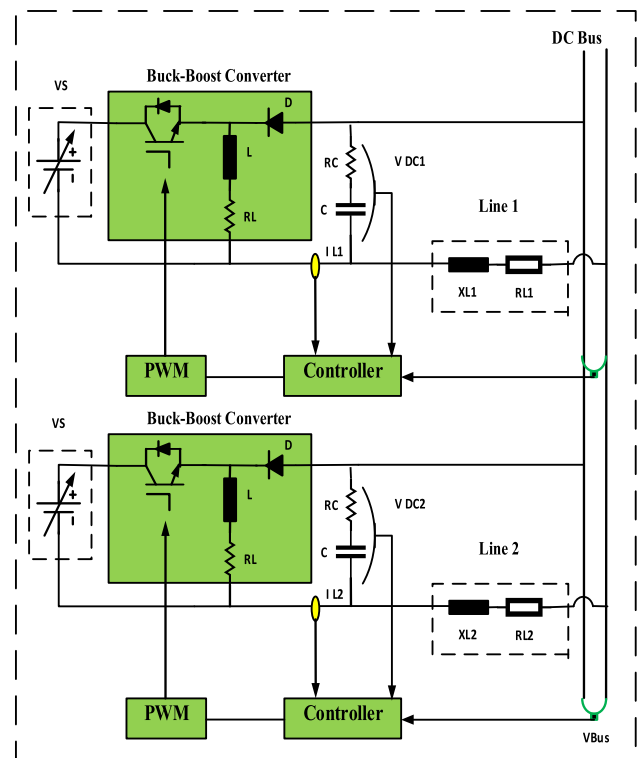 DC Bus
Buck-Boost Converter
VS
D
+
L
RC
V DC1
-
C
RL
Line 1
I L1
XL1
RL1
PWM
Controller
Buck-Boost Converter
VS
D
+
L
RC
V DC2
-
C
RL
Line 2
I L2
XL2
RL2
PWM
Controller
VBus